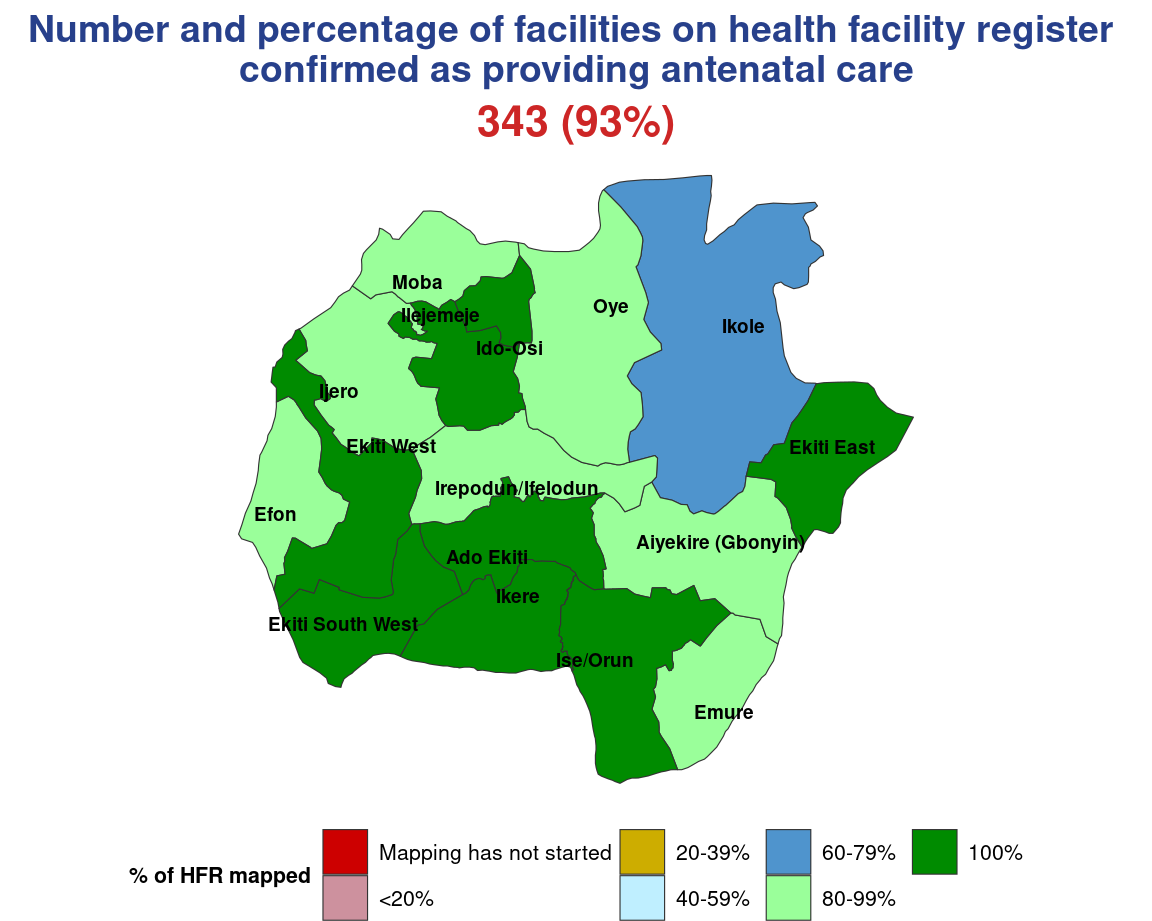 Number and percentage of facilities on health facility register
confirmed as providing antenatal care
343 (93%)
Moba
Ilejemeje
Oye
Ikole
Ido-Osi
Ijero
Ekiti West
Ekiti East
Irepodun/Ifelodun
Efon
Aiyekire (Gbonyin)
Ado Ekiti
Ikere
Ekiti South West
Ise/Orun
Emure
% of HFR mapped
Mapping has not started
20-39%
60-79%
100%
<20%
40-59%
80-99%